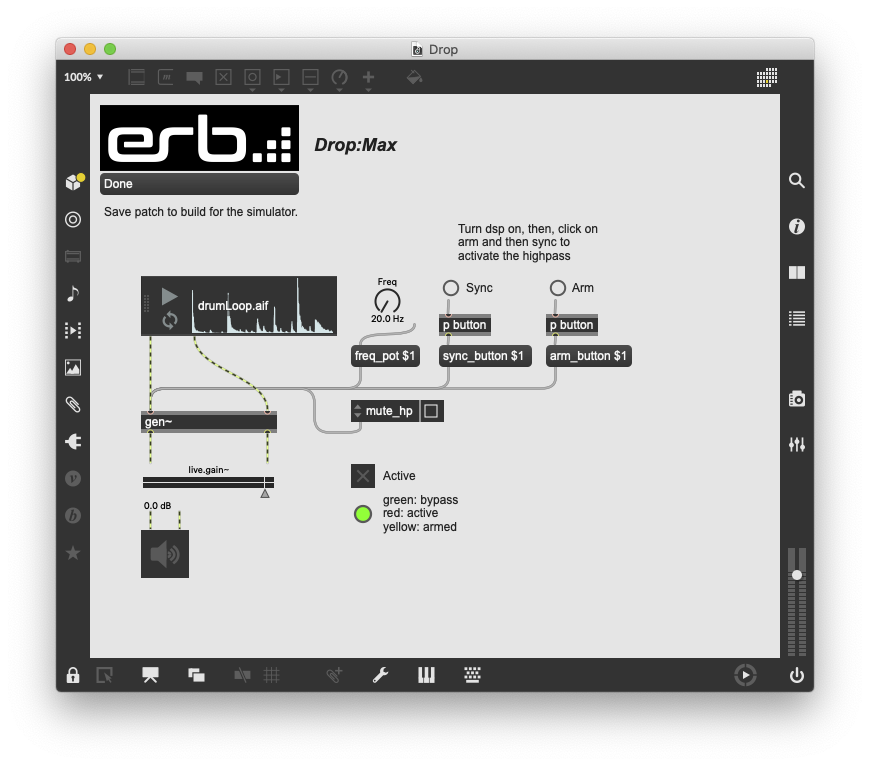 Drop
100%
erb
Drop:Max
Done
Save patch to build for the simulator.
Turn dsp on, then, click on
arm and then sync to
activate the highpass
Freq
20.0 Hz
Sync
Arm
drumLoop.aif
p button
p button
freq_pot $1
sync_button $1
arm_button $1
mute_hp
gen~
live.gain~
0.0 dB
Active
green: bypass
red: active
yellow: armed